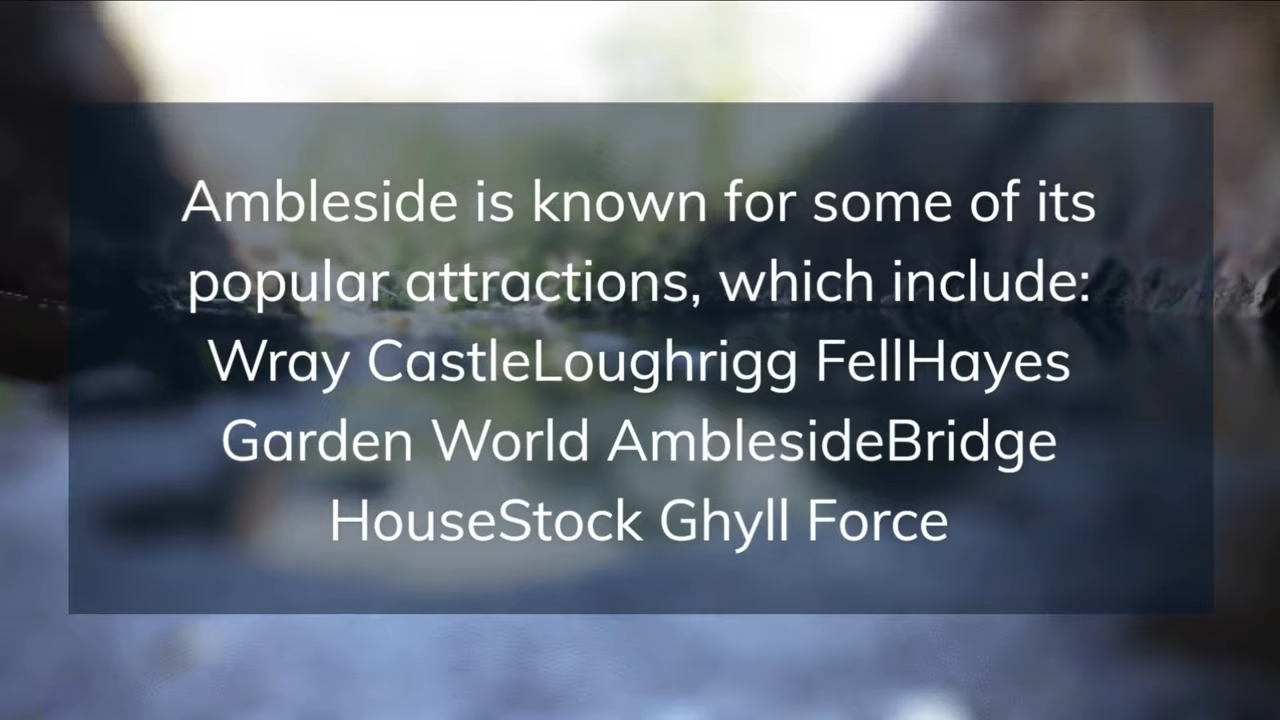 Ambleside is known for some of its
popular attractions, which include:
Wray CastleLoughrigg FellHayes
Garden World AmblesideBridge
HouseStock Ghyll Force